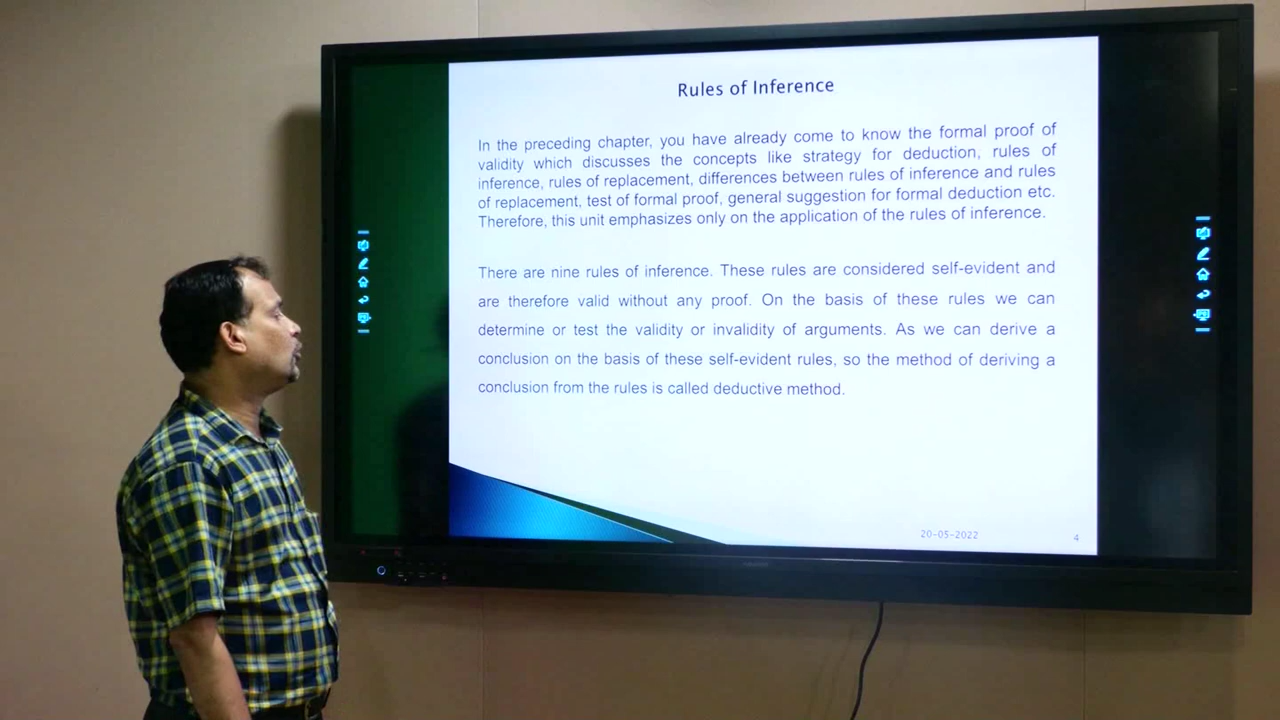 Rules of Inference
In the preceding chapter, you have already come to know the formal proof of
validity which discusses the concepts like strategy for deduction, rules of
inference, rules of replacement, differences between rules of inference and rules
of replacement, test of formal proof, general suggestion for formal deduction etc.
Therefore, this unit emphasizes only on the application of the rules of inference.
There are nine rules of inference. These rules are considered self-evident and
are therefore valid without any proof. On the basis of these rules we can
determine or test the validity or invalidity of arguments. As we can derive a
conclusion on the basis of these self-evident rules, so the method of deriving a
conclusion from the rules is called deductive method.
20-05-2022
4